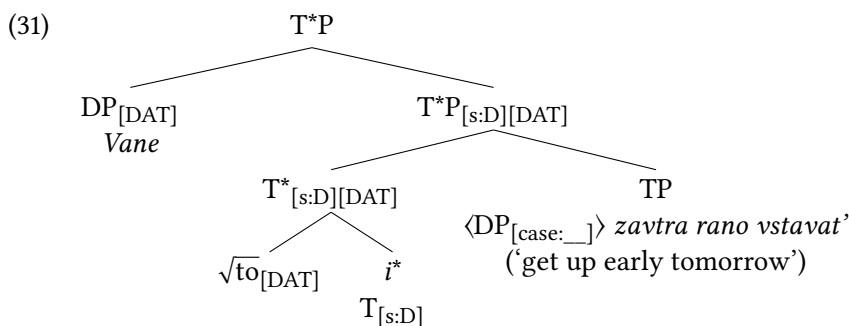 (31) T*P
DP[DAT] T*P[s:D][DAT]
Vane
T*[s:D][DAT] TP
⟨DP[case:__]⟩ zavtra rano vstavat’
√to[DAT] i* (‘get up early tomorrow’)
T[s:D]